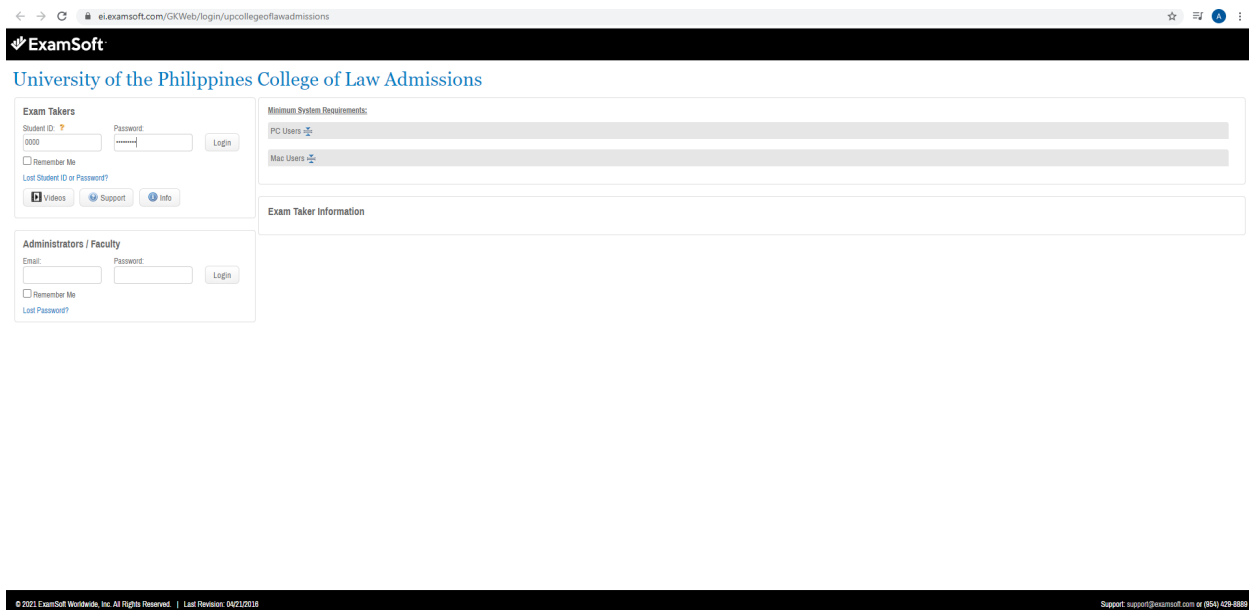 ei.examsoft.com/GKWeb/login/upcollegeoflawadmissions
A
ExamSoft
University of the Philippines College of Law Admissions
Exam Takers
Student ID: ?
Password:
0000
Login
Remember Me
Lost Student ID or Password?
Videos
Support
Info
Administrators / Faculty
Email:
Password:
Login
Remember Me
Lost Password?
Minimum System Requirements:
PC Users
Mac Users
Exam Taker Information
© 2021 ExamSoft Worldwide, Inc. All Rights Reserved. | Last Revision: 04/21/2016
Support: support@examsoft.com or (954) 429-8889